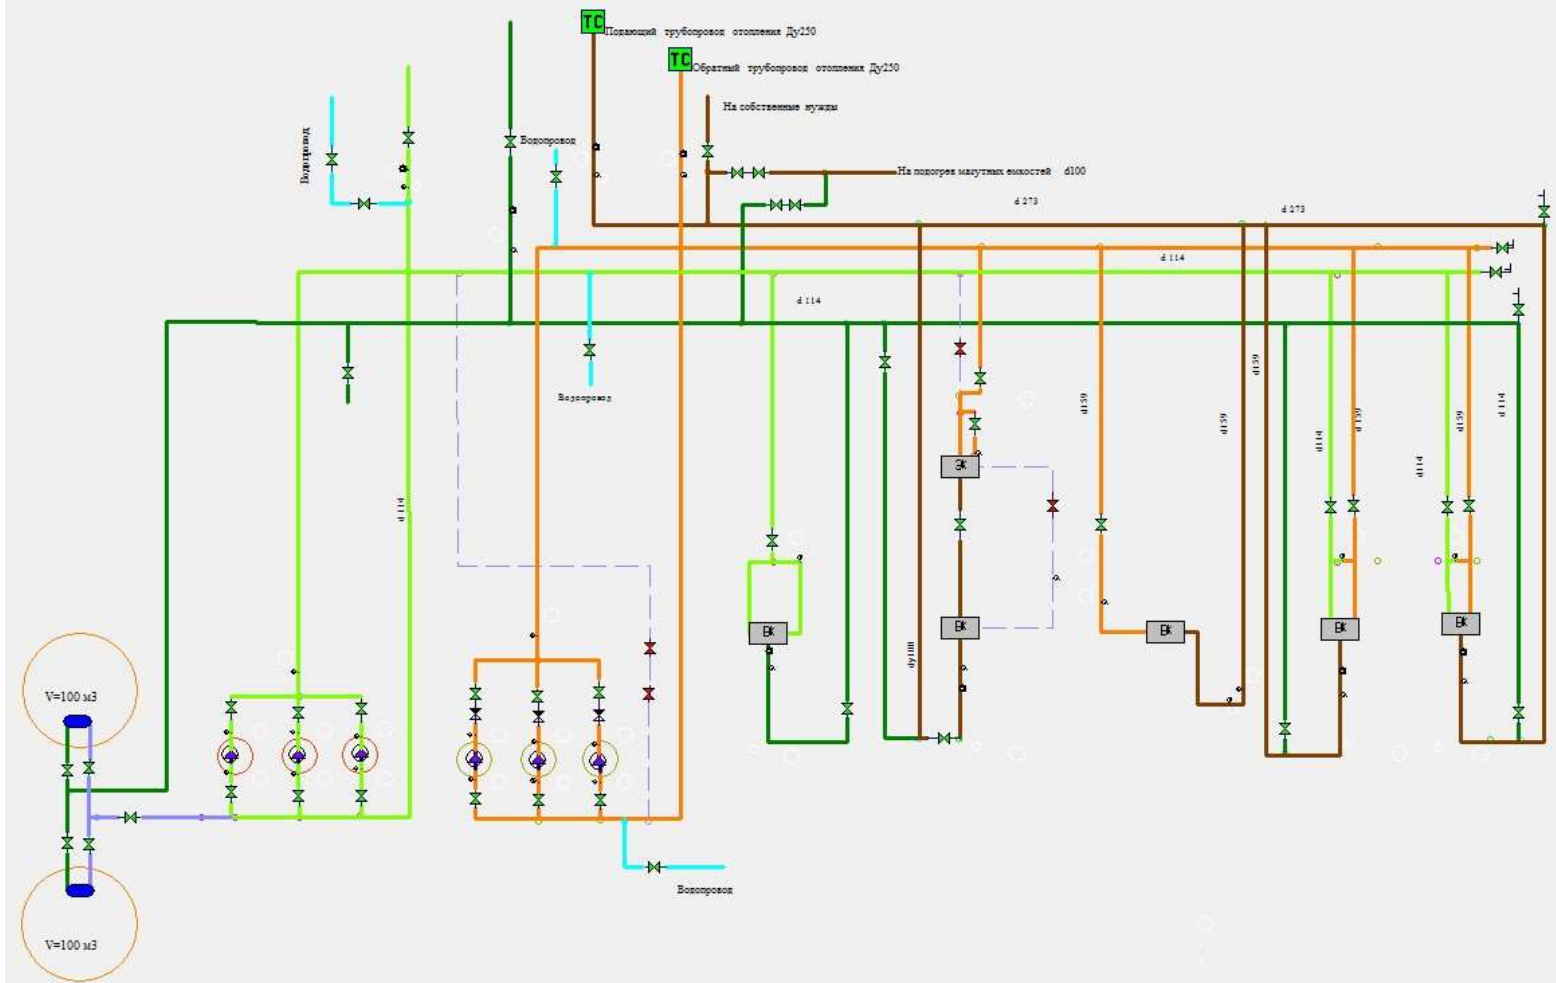 ТС
Подающий трубопровод отопления Ду250
ТС
Обратный трубопровод отопления Ду250
На собственные нужды
Водопровод
Водопровод
На подогрев мазутных емкостей d100
d 273
d 273
d 114
d 114
Водопровод
d 114
d159
d159
d159
d114
d 159
d114
d159
d 114
ЭК
ВК
ВК
ВК
ВК
ВК
dy100
V=100 м3
V=100 м3
Водопровод